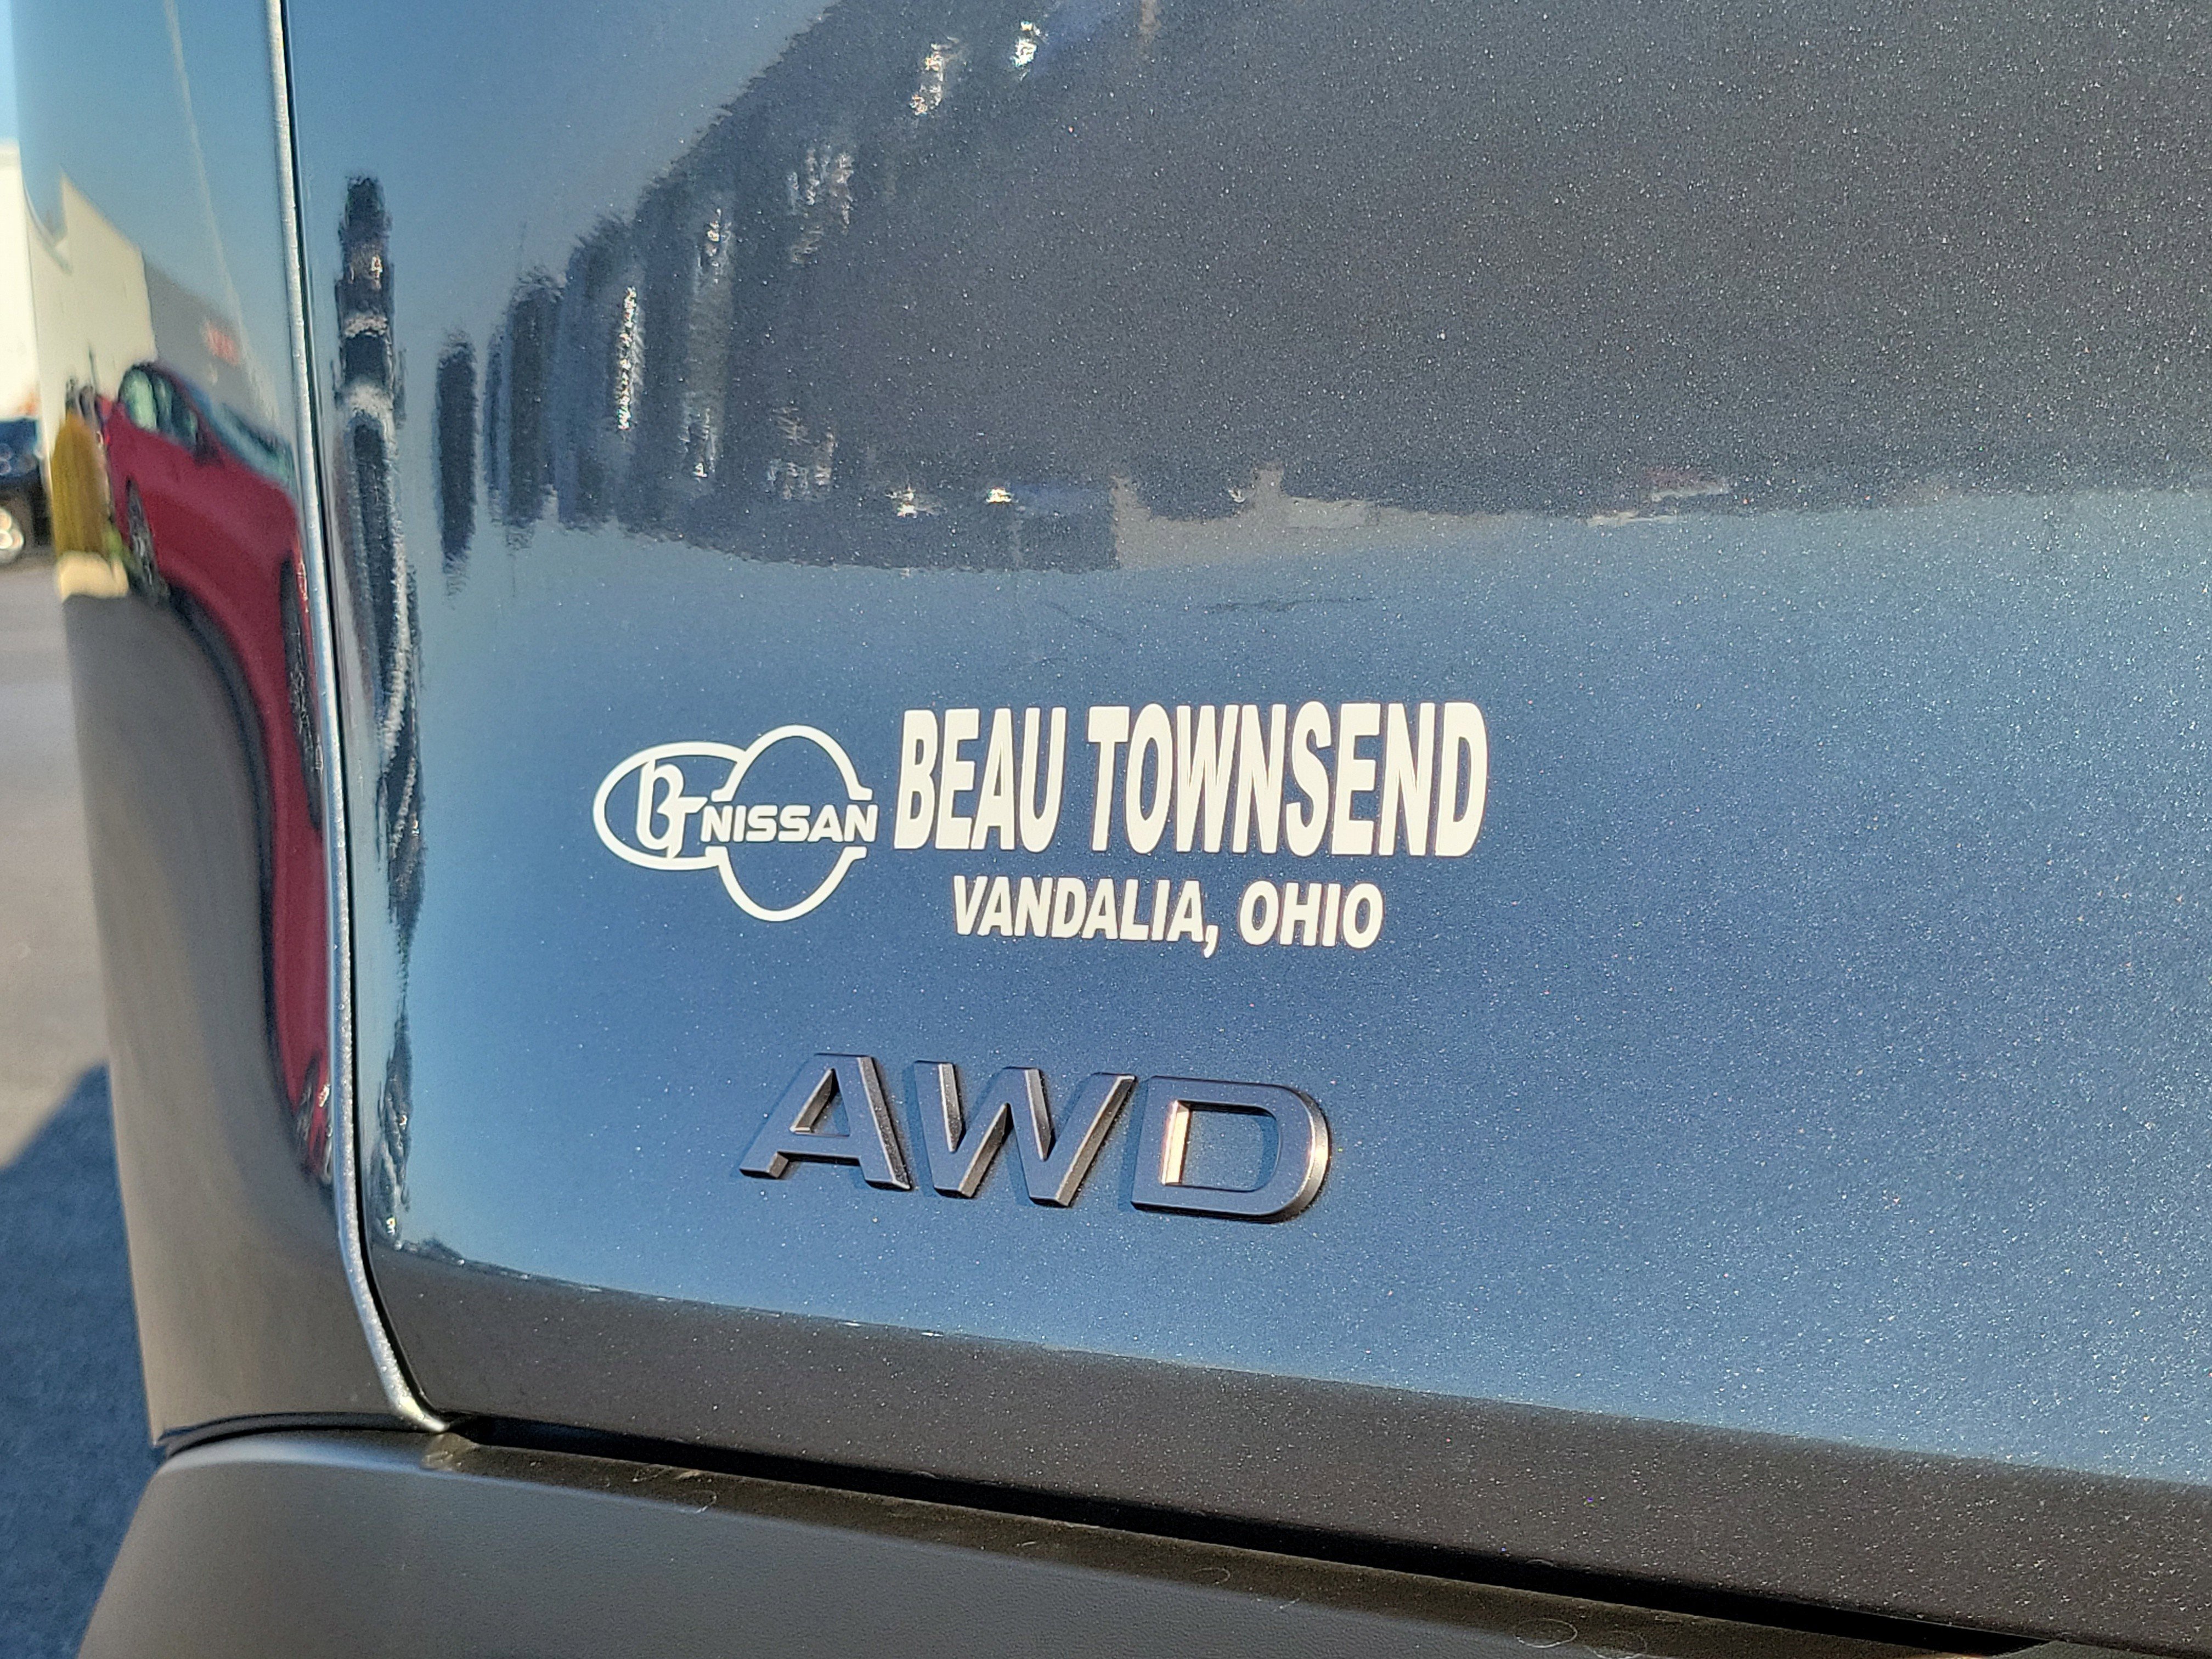 BT NISSAN BEAU TOWNSEND
VANDALIA, OHIO
AWD